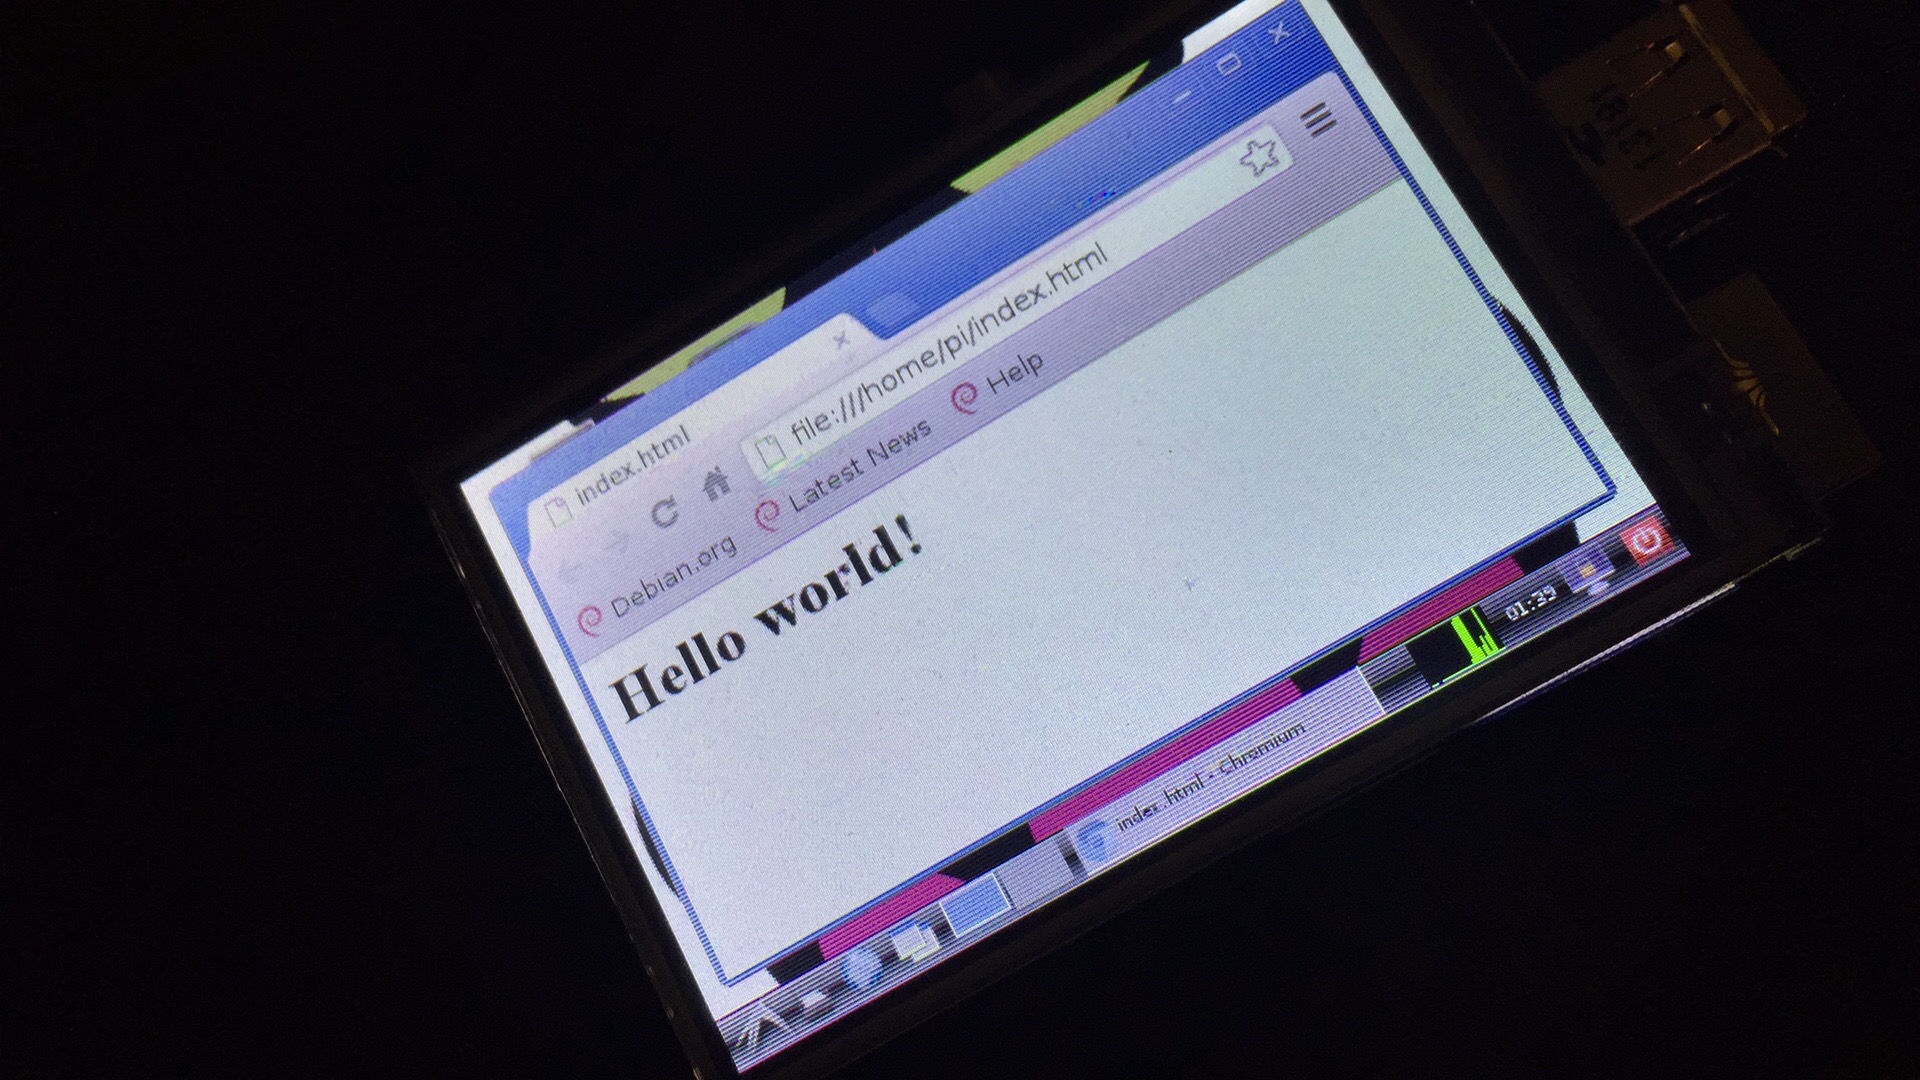 index.html
file:///home/pi/index.html
Debian.org Latest News Help
Hello world!
index.html - Chromium
01:39